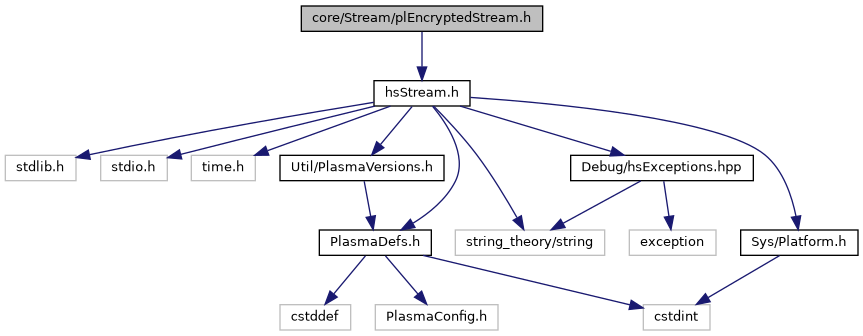 core/Stream/plEncryptedStream.h
hsStream.h
stdlib.h
stdio.h
time.h
Util/PlasmaVersions.h
Debug/hsExceptions.hpp
PlasmaDefs.h
string_theory/string
exception
Sys/Platform.h
cstddef
PlasmaConfig.h
cstdint